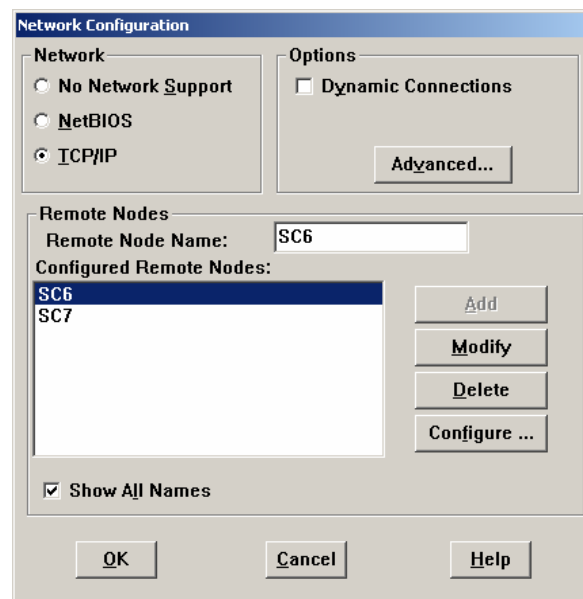 Network Configuration
Network
No Network Support
NetBIOS
TCP/IP
Options
Dynamic Connections
Advanced...
Remote Nodes
Remote Node Name:
SC6
Configured Remote Nodes:
SC6
SC7
Add
Modify
Delete
Configure ...
Show All Names
OK
Cancel
Help